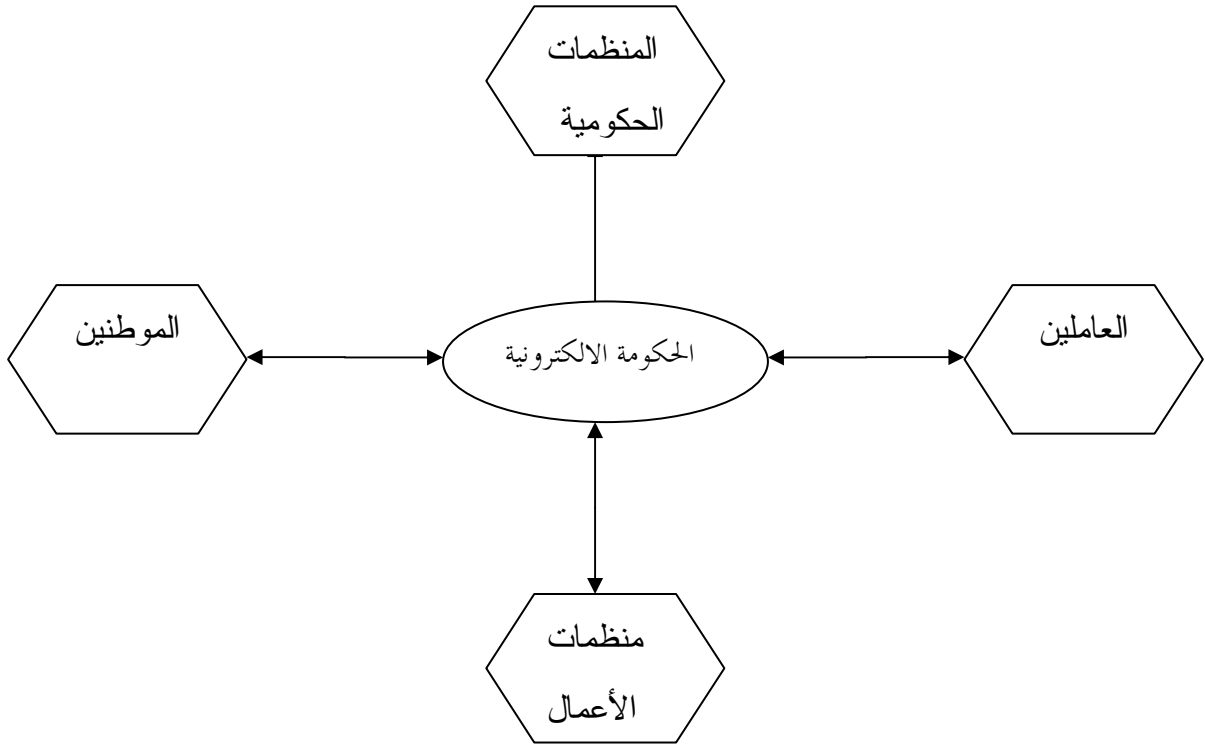 المنظمات
الحكومية
العاملين
الحكومة الالكترونية
الموطنين
منظمات
الأعمال